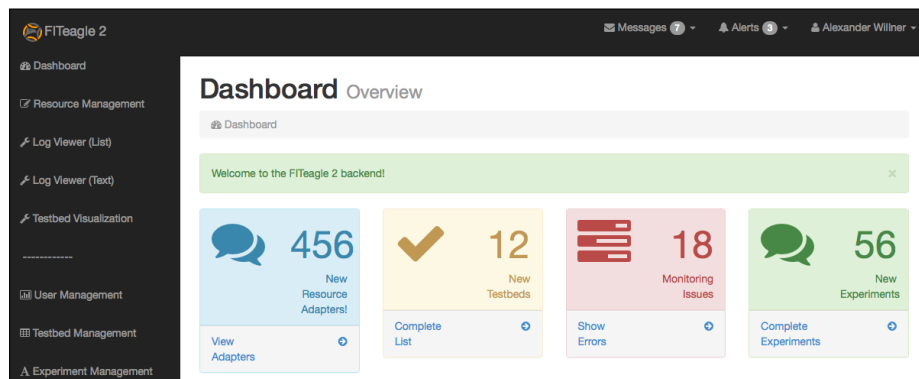 FITeagle 2
Messages 7
Alerts 3
Alexander Willner
Dashboard
Resource Management
Log Viewer (List)
Log Viewer (Text)
Testbed Visualization
------------
User Management
Testbed Management
Experiment Management
Dashboard Overview
Dashboard
Welcome to the FITeagle 2 backend!
×
456
New
Resource
Adapters!
View
Adapters
12
New
Testbeds
Complete
List
18
Monitoring
Issues
Show
Errors
56
New
Experiments
Complete
Experiments